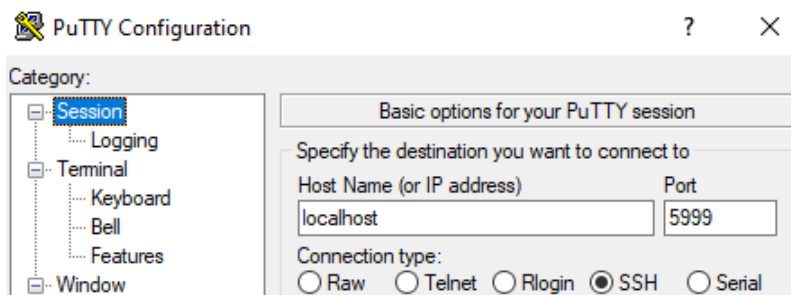 PuTTY Configuration
?
Category:
Session
Logging
Terminal
Keyboard
Bell
Features
Window
Basic options for your PuTTY session
Specify the destination you want to connect to
Host Name (or IP address) Port
localhost 5999
Connection type:
Raw Telnet Rlogin SSH Serial